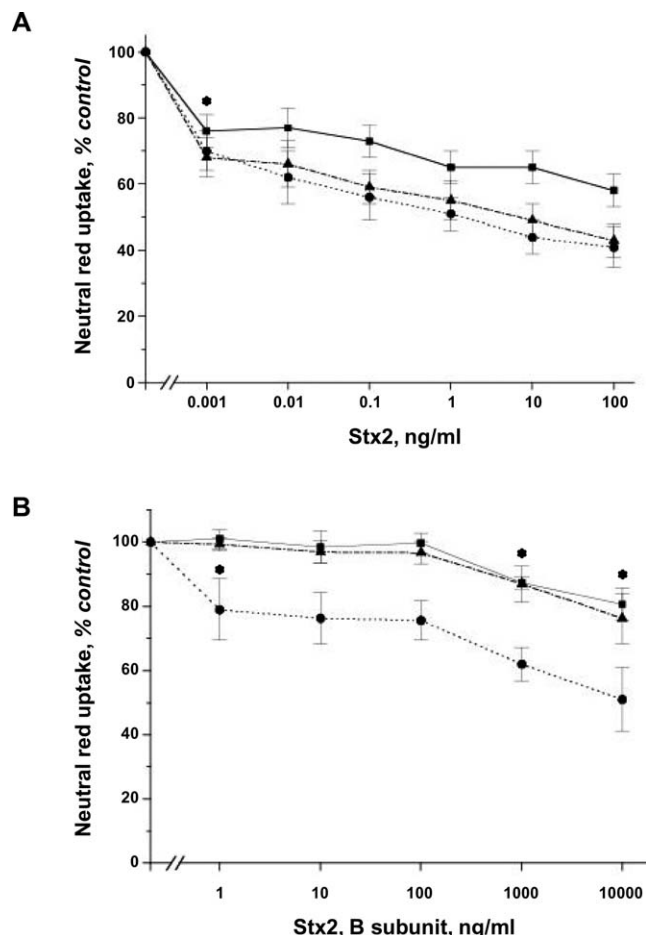 A
100
80
60
40
20
0
Neutral red uptake, % control
0.001 0.01 0.1 1 10 100
Stx2, ng/ml
B
100
80
60
40
20
0
Neutral red uptake, % control
1 10 100 1000 10000
Stx2, B subunit, ng/ml